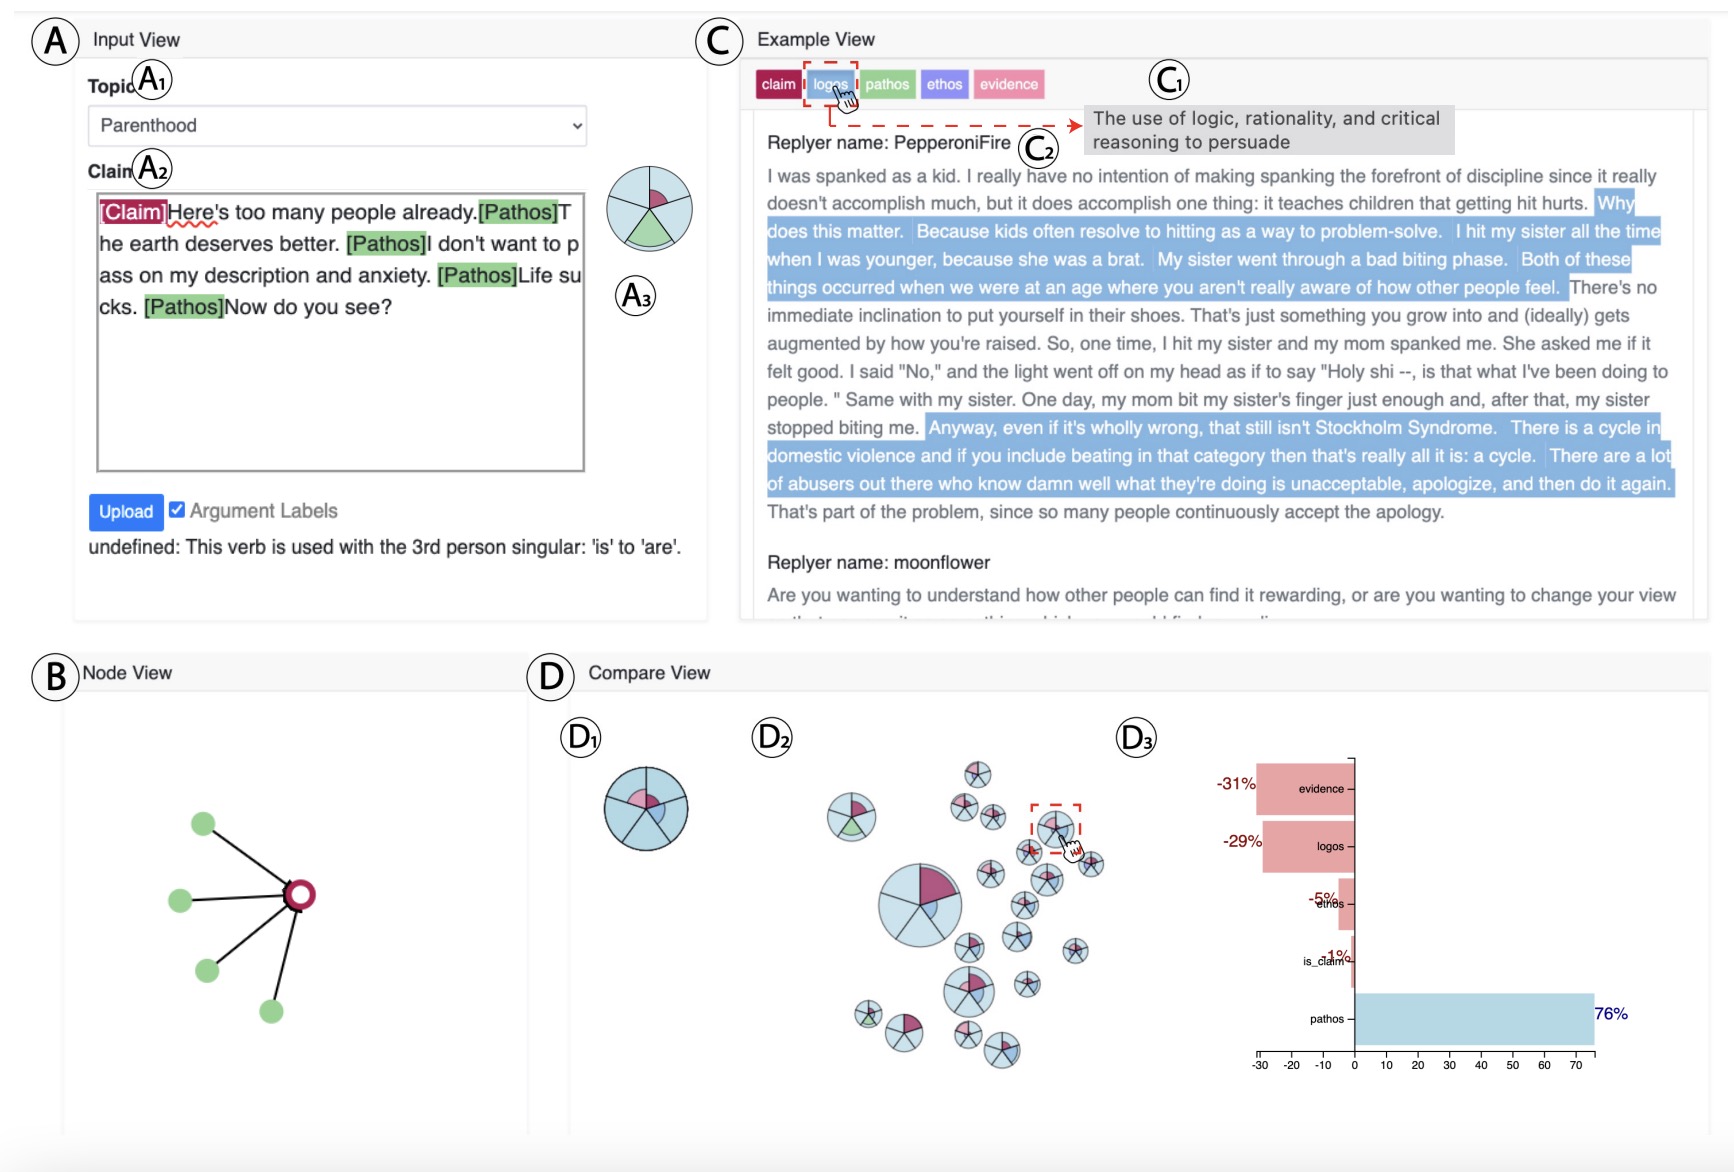 A Input View
A1
Topic
Parenthood
A2
Claim
[Claim]Here's too many people already.[Pathos]T
he earth deserves better. [Pathos]I don't want to p
ass on my description and anxiety. [Pathos]Life su
cks. [Pathos]Now do you see?
A3
Upload Argument Labels
undefined: This verb is used with the 3rd person singular: 'is' to 'are'.
C Example View
claim logos pathos ethos evidence
C1
The use of logic, rationality, and critical
reasoning to persuade
C2
Replyer name: PepperoniFire
I was spanked as a kid. I really have no intention of making spanking the forefront of discipline since it really
doesn't accomplish much, but it does accomplish one thing: it teaches children that getting hit hurts. Why
does this matter. Because kids often resolve to hitting as a way to problem-solve. I hit my sister all the time
when I was younger, because she was a brat. My sister went through a bad biting phase. Both of these
things occurred when we were at an age where you aren't really aware of how other people feel. There's no
immediate inclination to put yourself in their shoes. That's just something you grow into and (ideally) gets
augmented by how you're raised. So, one time, I hit my sister and my mom spanked me. She asked me if it
felt good. I said "No," and the light went off on my head as if to say "Holy shi --, is that what I've been doing to
people. " Same with my sister. One day, my mom bit my sister's finger just enough and, after that, my sister
stopped biting me. Anyway, even if it's wholly wrong, that still isn't Stockholm Syndrome. There is a cycle in
domestic violence and if you include beating in that category then that's really all it is: a cycle. There are a lot
of abusers out there who know damn well what they're doing is unacceptable, apologize, and then do it again.
That's part of the problem, since so many people continuously accept the apology.
Replyer name: moonflower
Are you wanting to understand how other people can find it rewarding, or are you wanting to change your view
B Node View
D Compare View
D1
D2
D3
-31% evidence
-29% logos
-5% ethos
-1% is_claim
pathos 76%
-30 -20 -10 0 10 20 30 40 50 60 70